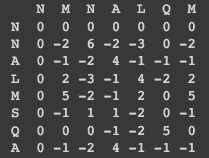 N M N A L Q M
N 0 0 0 0 0 0 0
N 0 -2 6 -2 -3 0 -2
A 0 -1 -2 4 -1 -1 -1
L 0 2 -3 -1 4 -2 2
M 0 5 -2 -1 2 0 5
S 0 -1 1 1 -2 0 -1
Q 0 0 0 -1 -2 5 0
A 0 -1 -2 4 -1 -1 -1